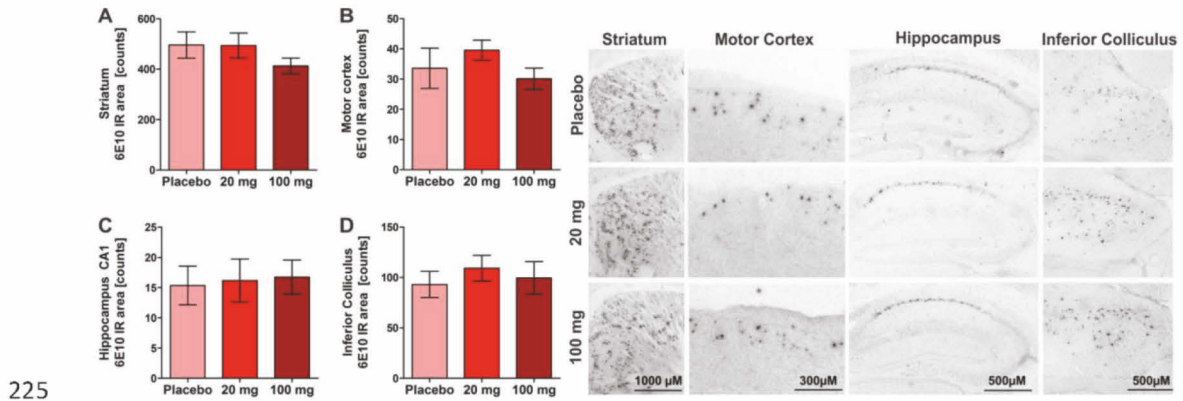 A
Striatum
6E10 IR area [counts]
600
400
200
0
Placebo 20 mg 100 mg
B
Motor cortex
6E10 IR area [counts]
50
40
30
20
10
0
Placebo 20 mg 100 mg
C
Hippocampus CA1
6E10 IR area [counts]
25
20
15
10
5
0
Placebo 20 mg 100 mg
D
Inferior Colliculus
6E10 IR area [counts]
150
100
50
0
Placebo 20 mg 100 mg
Striatum Motor Cortex Hippocampus Inferior Colliculus
Placebo
20 mg
100 mg
1000 µM 300µM 500µM 500µM
225